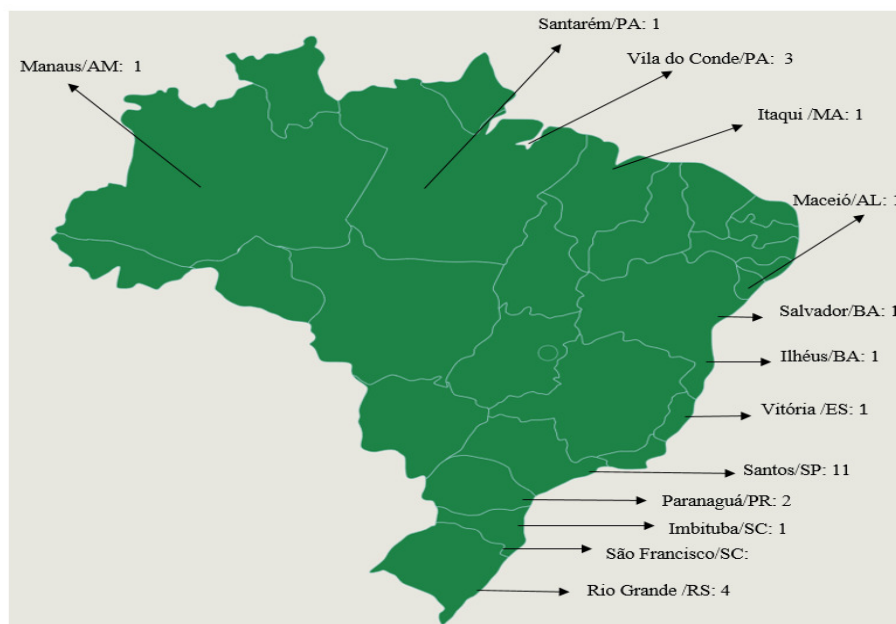 Santarém/PA: 1
Manaus/AM: 1
Vila do Conde/PA: 3
Itaqui /MA: 1
Maceió/AL: 1
Salvador/BA: 1
Ilhéus/BA: 1
Vitória /ES: 1
Santos/SP: 11
Paranaguá/PR: 2
Imbituba/SC: 1
São Francisco/SC:
Rio Grande /RS: 4